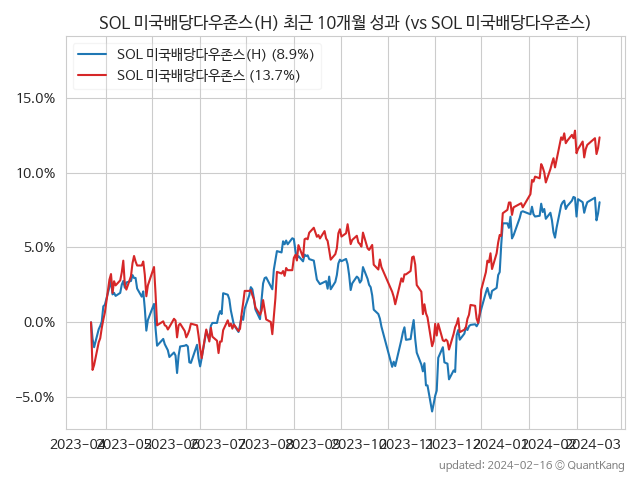 SOL 미국배당다우존스(H) 최근 10개월 성과 (vs SOL 미국배당다우존스)
SOL 미국배당다우존스(H) (8.9%)
SOL 미국배당다우존스 (13.7%)
15.0%
10.0%
5.0%
0.0%
-5.0%
2023-04 2023-05 2023-06 2023-07 2023-08 2023-09 2023-10 2023-11 2023-12 2024-01 2024-02 2024-03
updated: 2024-02-16 © QuantKang